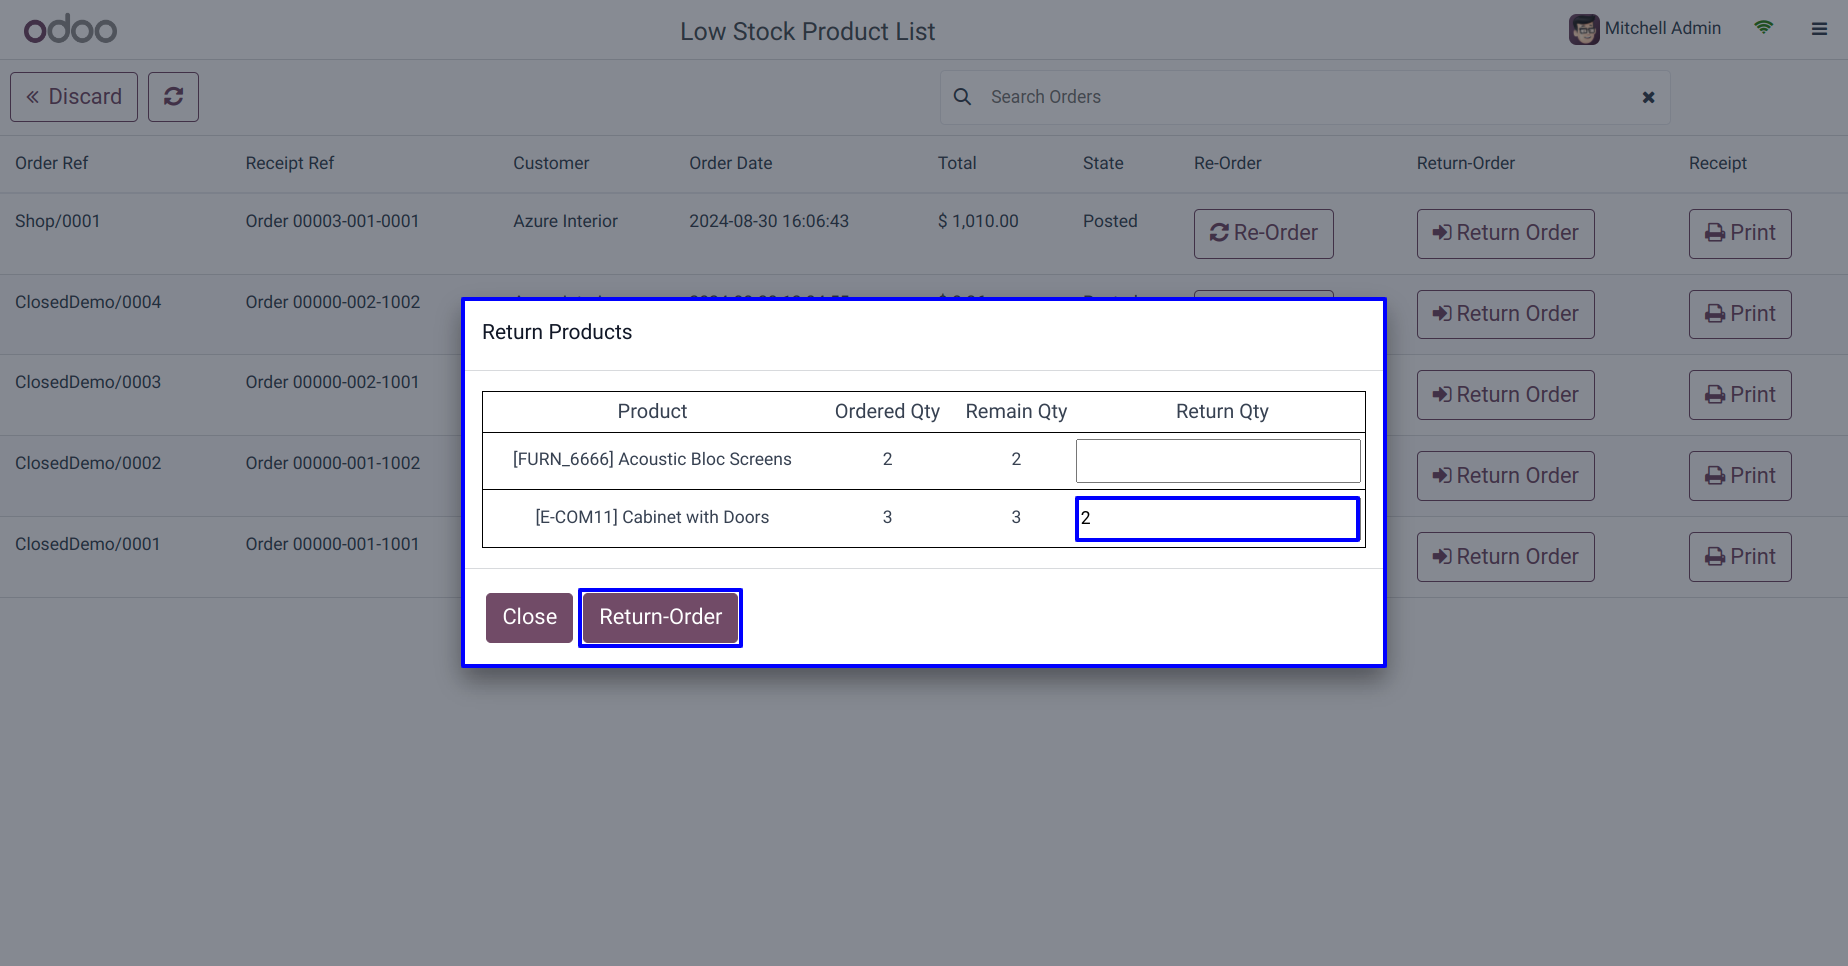 odoo
Low Stock Product List
Mitchell Admin
Discard
Search Orders
Order Ref Receipt Ref Customer Order Date Total State Re-Order Return-Order Receipt
Shop/0001 Order 00003-001-0001 Azure Interior 2024-08-30 16:06:43 $ 1,010.00 Posted Re-Order Return Order Print
ClosedDemo/0004 Order 00000-002-1002 Return Order Print
ClosedDemo/0003 Order 00000-002-1001 Return Order Print
ClosedDemo/0002 Order 00000-001-1002 Return Order Print
ClosedDemo/0001 Order 00000-001-1001 Return Order Print
Return Products
Product Ordered Qty Remain Qty Return Qty
[FURN_6666] Acoustic Bloc Screens 2 2
[E-COM11] Cabinet with Doors 3 3 2
Close Return-Order